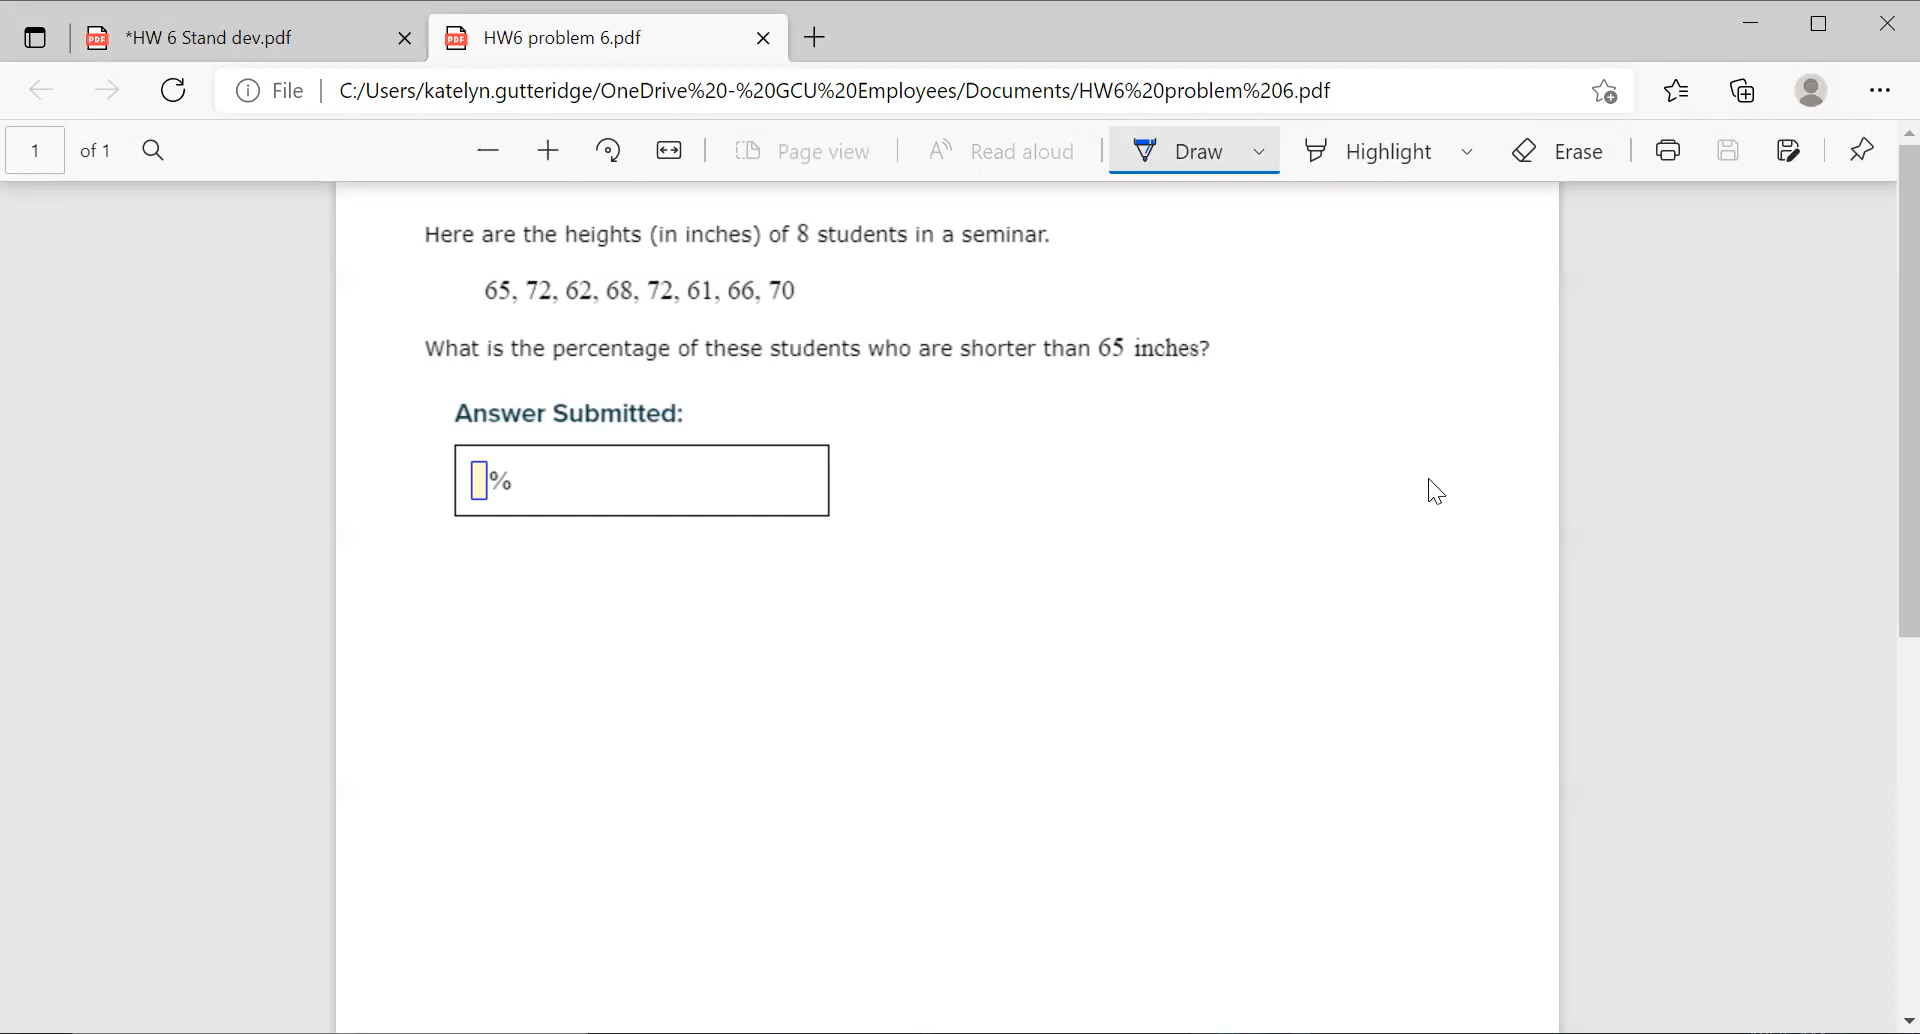 *HW 6 Stand dev.pdf
HW6 problem 6.pdf
File
C:/Users/katelyn.gutteridge/OneDrive%20-%20GCU%20Employees/Documents/HW6%20problem%206.pdf
1 of 1
Page view
Read aloud
Draw
Highlight
Erase
Here are the heights (in inches) of 8 students in a seminar.
65, 72, 62, 68, 72, 61, 66, 70
What is the percentage of these students who are shorter than 65 inches?
Answer Submitted:
%